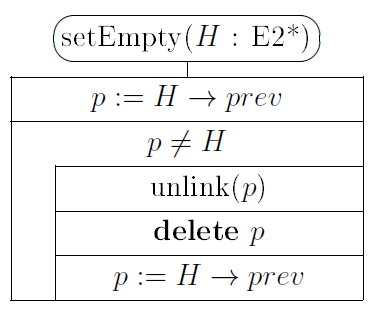 setEmpty(H : E2*)
p := H → prev
p ≠ H
unlink(p)
delete p
p := H → prev